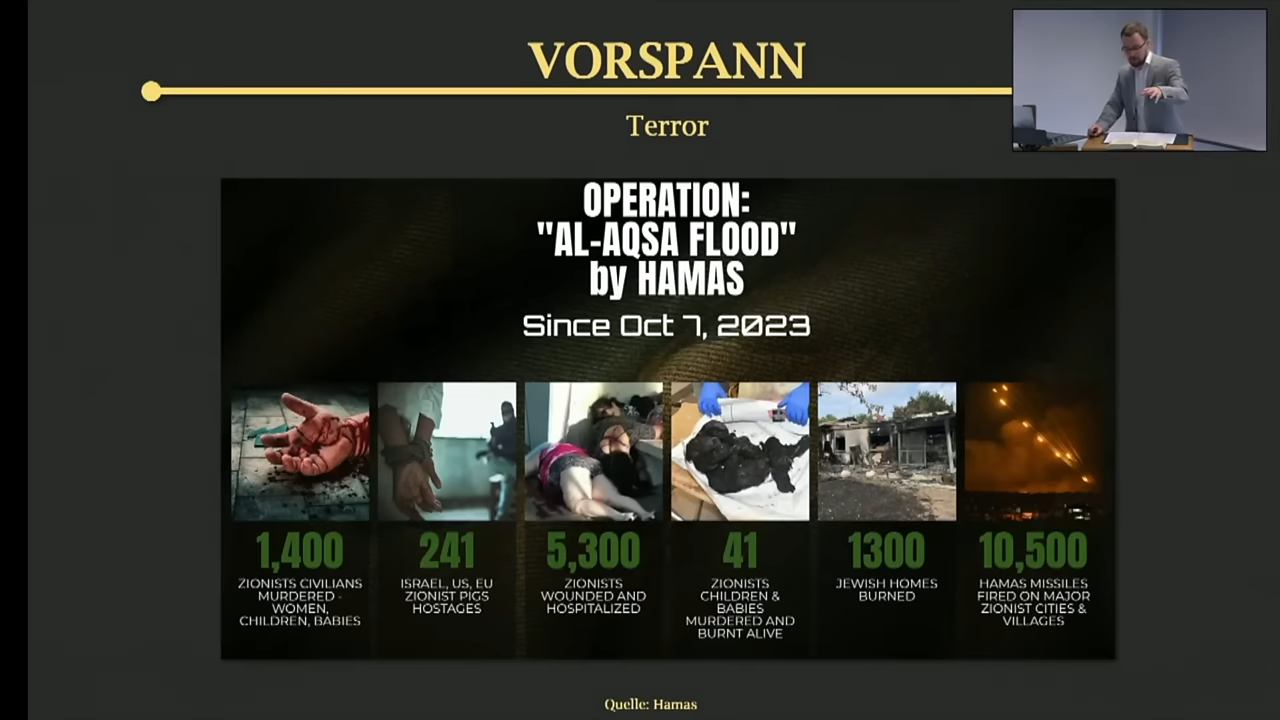 VORSPANN
Terror
OPERATION:
"AL-AQSA FLOOD"
by HAMAS
Since Oct 7, 2023
1,400
ZIONISTS CIVILIANS
MURDERED -
WOMEN,
CHILDREN, BABIES
241
ISRAEL, US, EU
ZIONIST PIGS
HOSTAGES
5,300
ZIONISTS
WOUNDED AND
HOSPITALIZED
41
ZIONISTS
CHILDREN &
BABIES
MURDERED AND
BURNT ALIVE
1300
JEWISH HOMES
BURNED
10,500
HAMAS MISSILES
FIRED ON MAJOR
ZIONIST CITIES &
VILLAGES
Quelle: Hamas